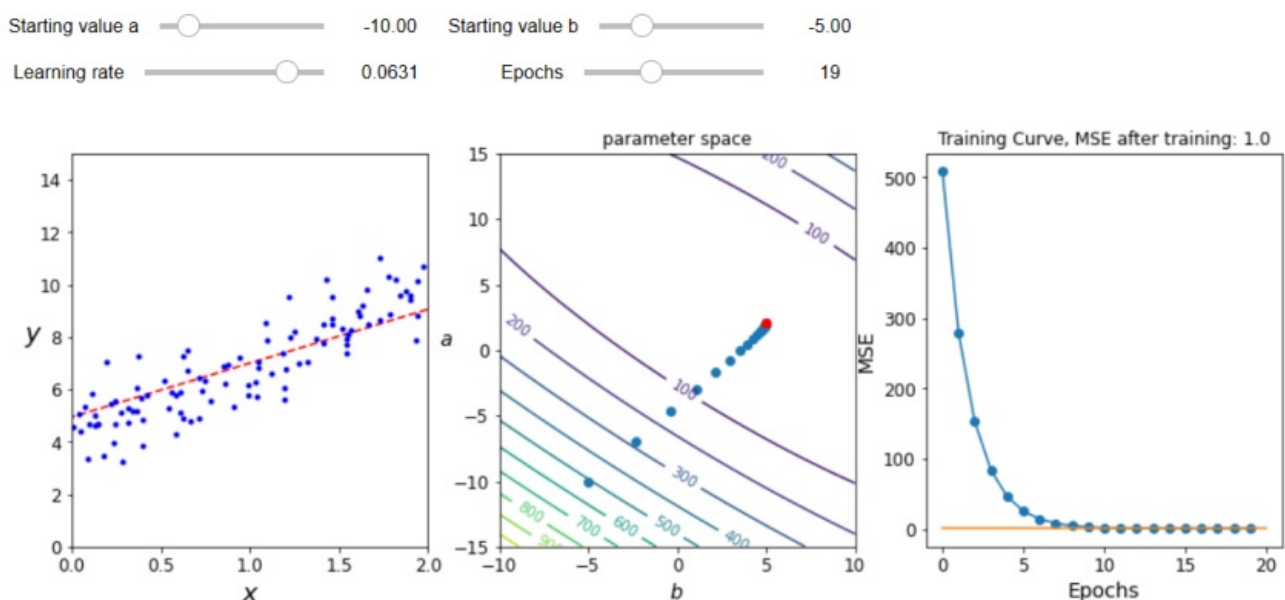 Starting value a -10.00 Starting value b -5.00
Learning rate 0.0631 Epochs 19
14
12
10
8
6
4
2
0
y
0.0 0.5 1.0 1.5 2.0
x
parameter space
15
10
5
0
−5
−10
−15
a
200
100
200
100
300
400
500
600
700
800
−10 −5 0 5 10
b
Training Curve, MSE after training: 1.0
500
400
300
200
100
0
MSE
0 5 10 15 20
Epochs